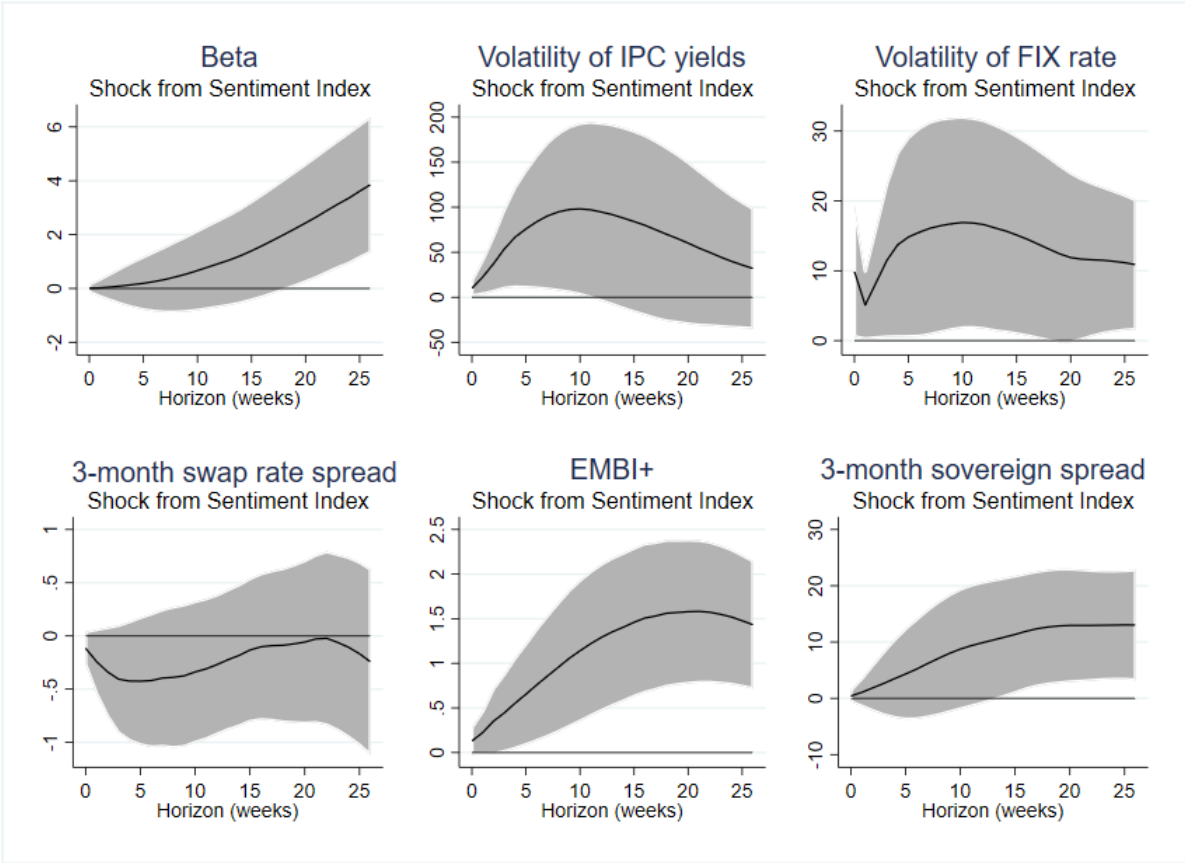 Beta
Shock from Sentiment Index
6
4
2
0
-2
0 5 10 15 20 25
Horizon (weeks)
Volatility of IPC yields
Shock from Sentiment Index
200
150
100
50
0
-50
0 5 10 15 20 25
Horizon (weeks)
Volatility of FIX rate
Shock from Sentiment Index
30
20
10
0
0 5 10 15 20 25
Horizon (weeks)
3-month swap rate spread
Shock from Sentiment Index
1
.5
0
-.5
-1
0 5 10 15 20 25
Horizon (weeks)
EMBI+
Shock from Sentiment Index
2.5
2
1.5
1
.5
0
0 5 10 15 20 25
Horizon (weeks)
3-month sovereign spread
Shock from Sentiment Index
30
20
10
0
-10
0 5 10 15 20 25
Horizon (weeks)